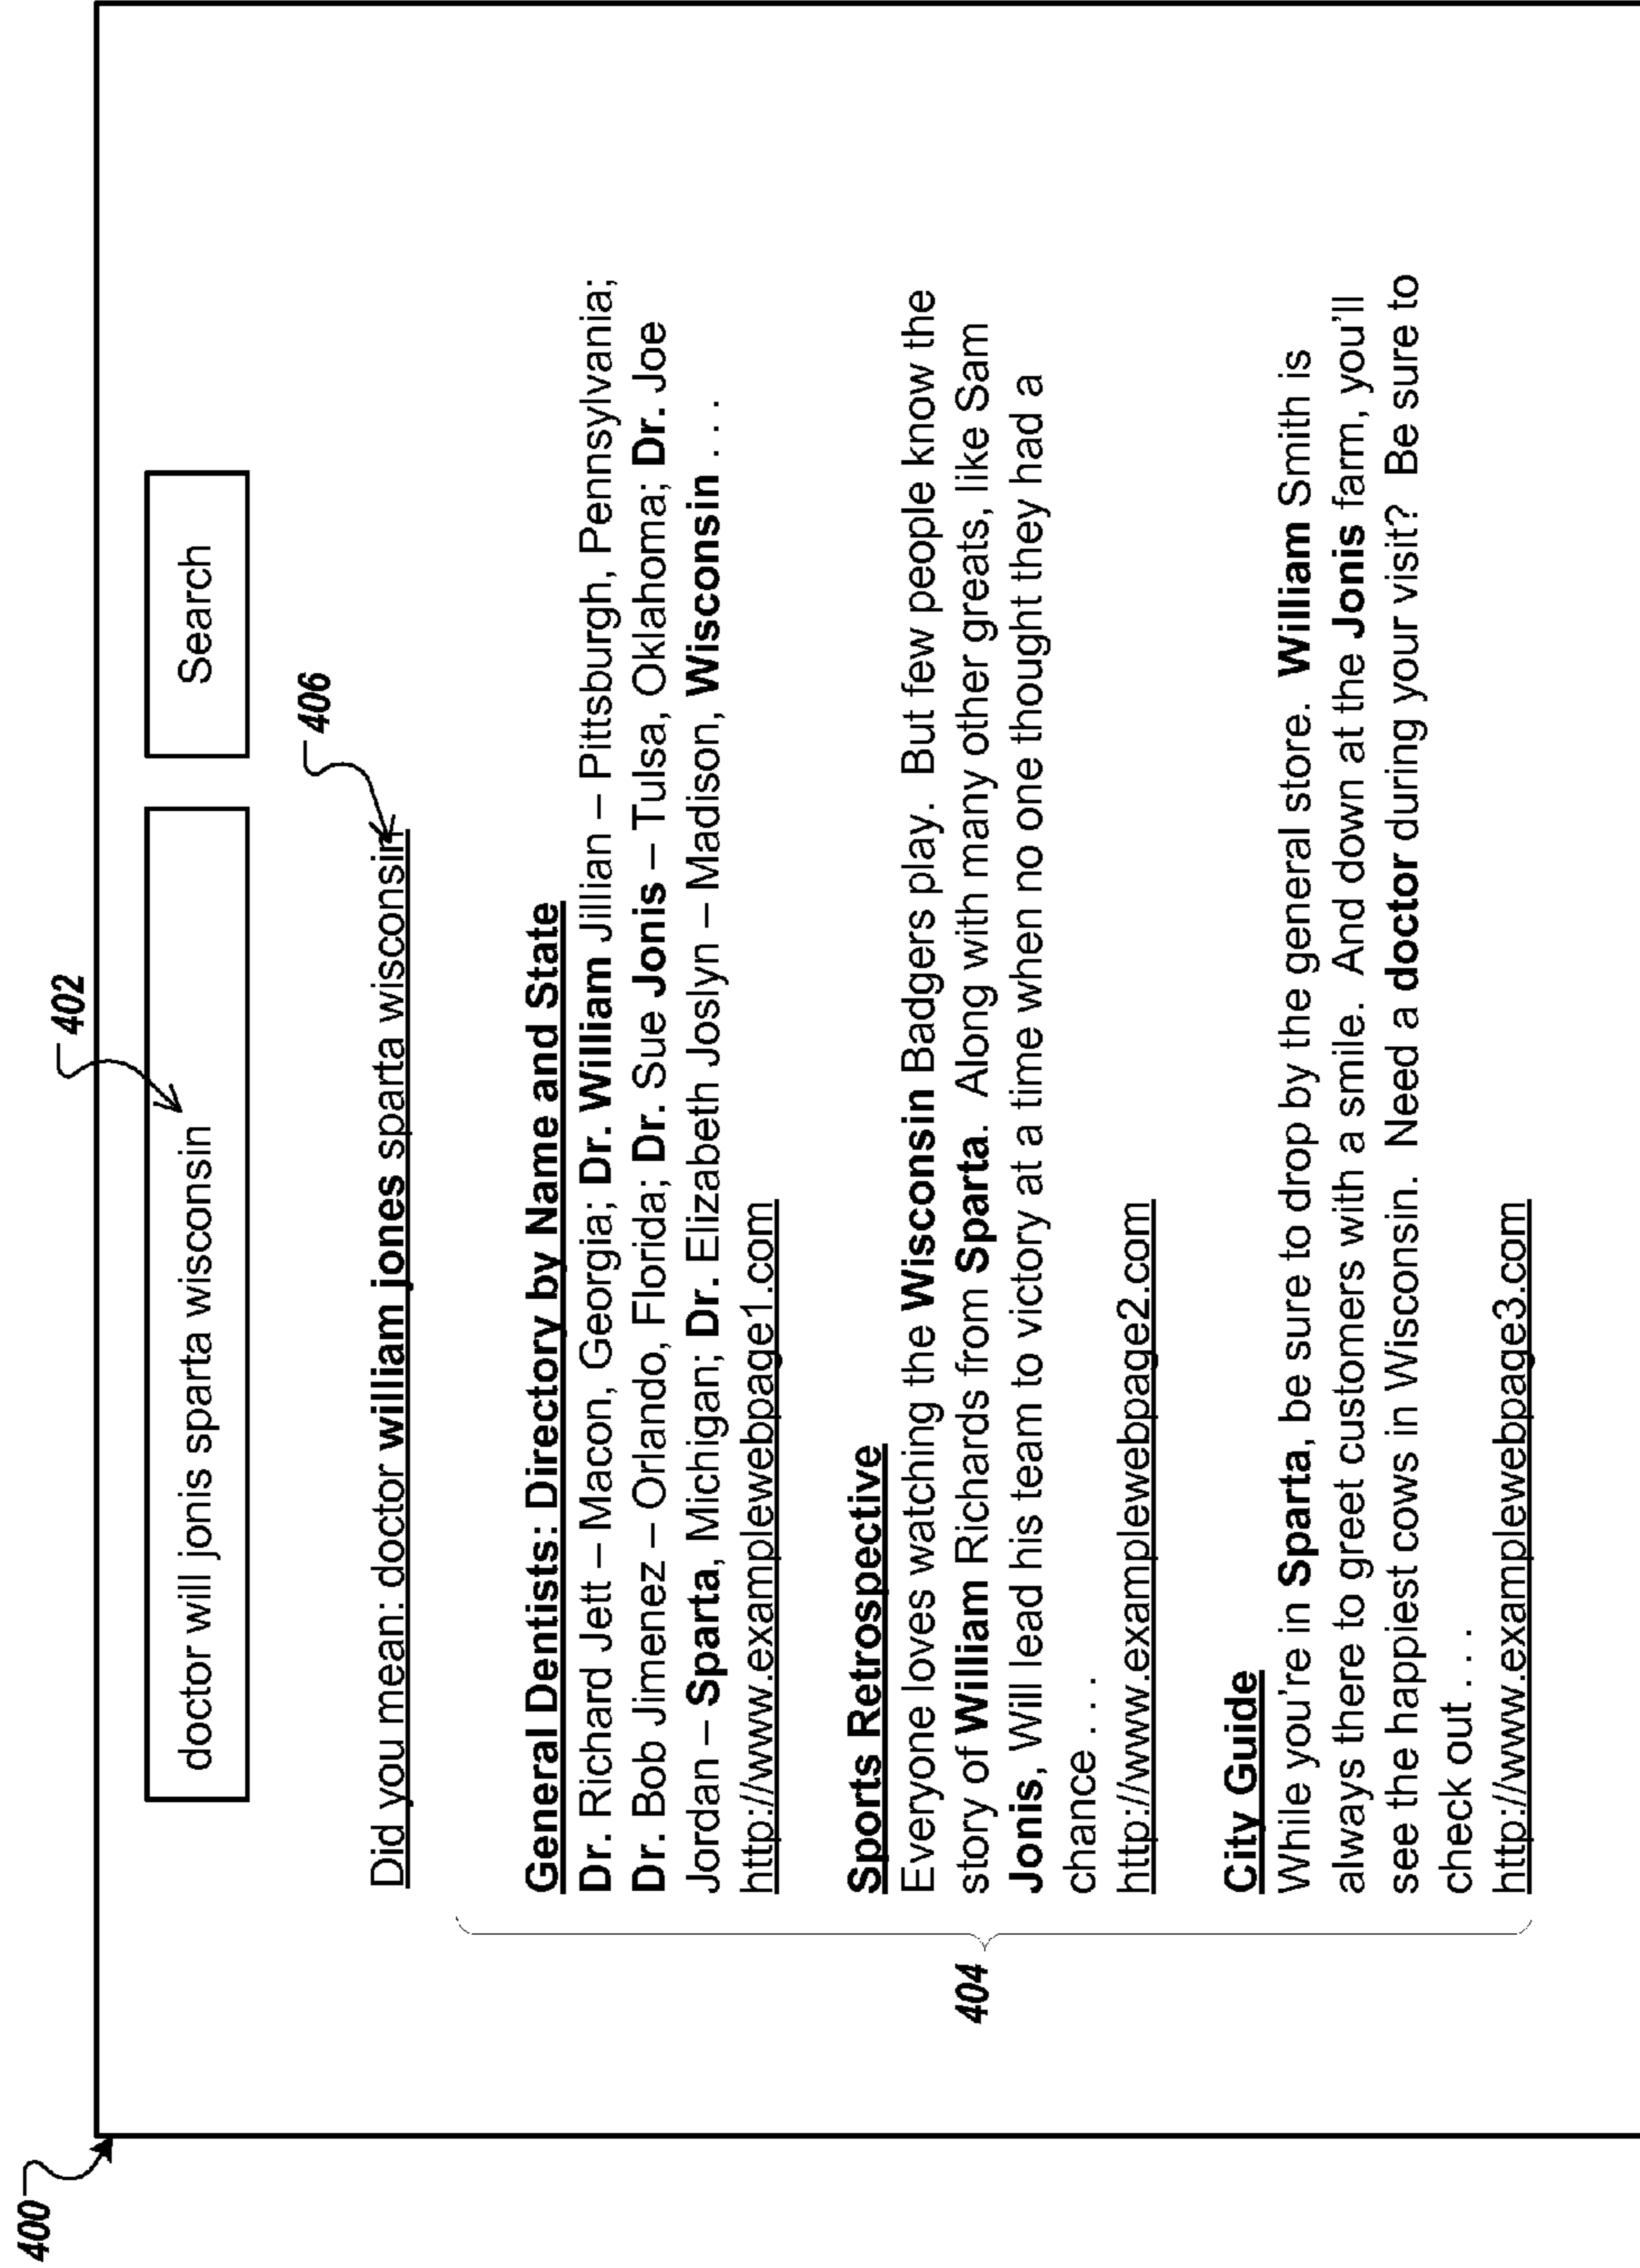 400
402
doctor will jonis sparta wisconsin
Search
406
Did you mean: doctor william jones sparta wisconsin
404
General Dentists: Directory by Name and State
Dr. Richard Jett – Macon, Georgia; Dr. William Jillian – Pittsburgh, Pennsylvania;
Dr. Bob Jimenez – Orlando, Florida; Dr. Sue Jonis – Tulsa, Oklahoma; Dr. Joe
Jordan – Sparta, Michigan; Dr. Elizabeth Joslyn – Madison, Wisconsin . . .
http://www.examplewebpage1.com
Sports Retrospective
Everyone loves watching the Wisconsin Badgers play. But few people know the
story of William Richards from Sparta. Along with many other greats, like Sam
Jonis, Will lead his team to victory at a time when no one thought they had a
chance . . .
http://www.examplewebpage2.com
City Guide
While you're in Sparta, be sure to drop by the general store. William Smith is
always there to greet customers with a smile. And down at the Jonis farm, you'll
see the happiest cows in Wisconsin. Need a doctor during your visit? Be sure to
check out . . .
http://www.examplewebpage3.com